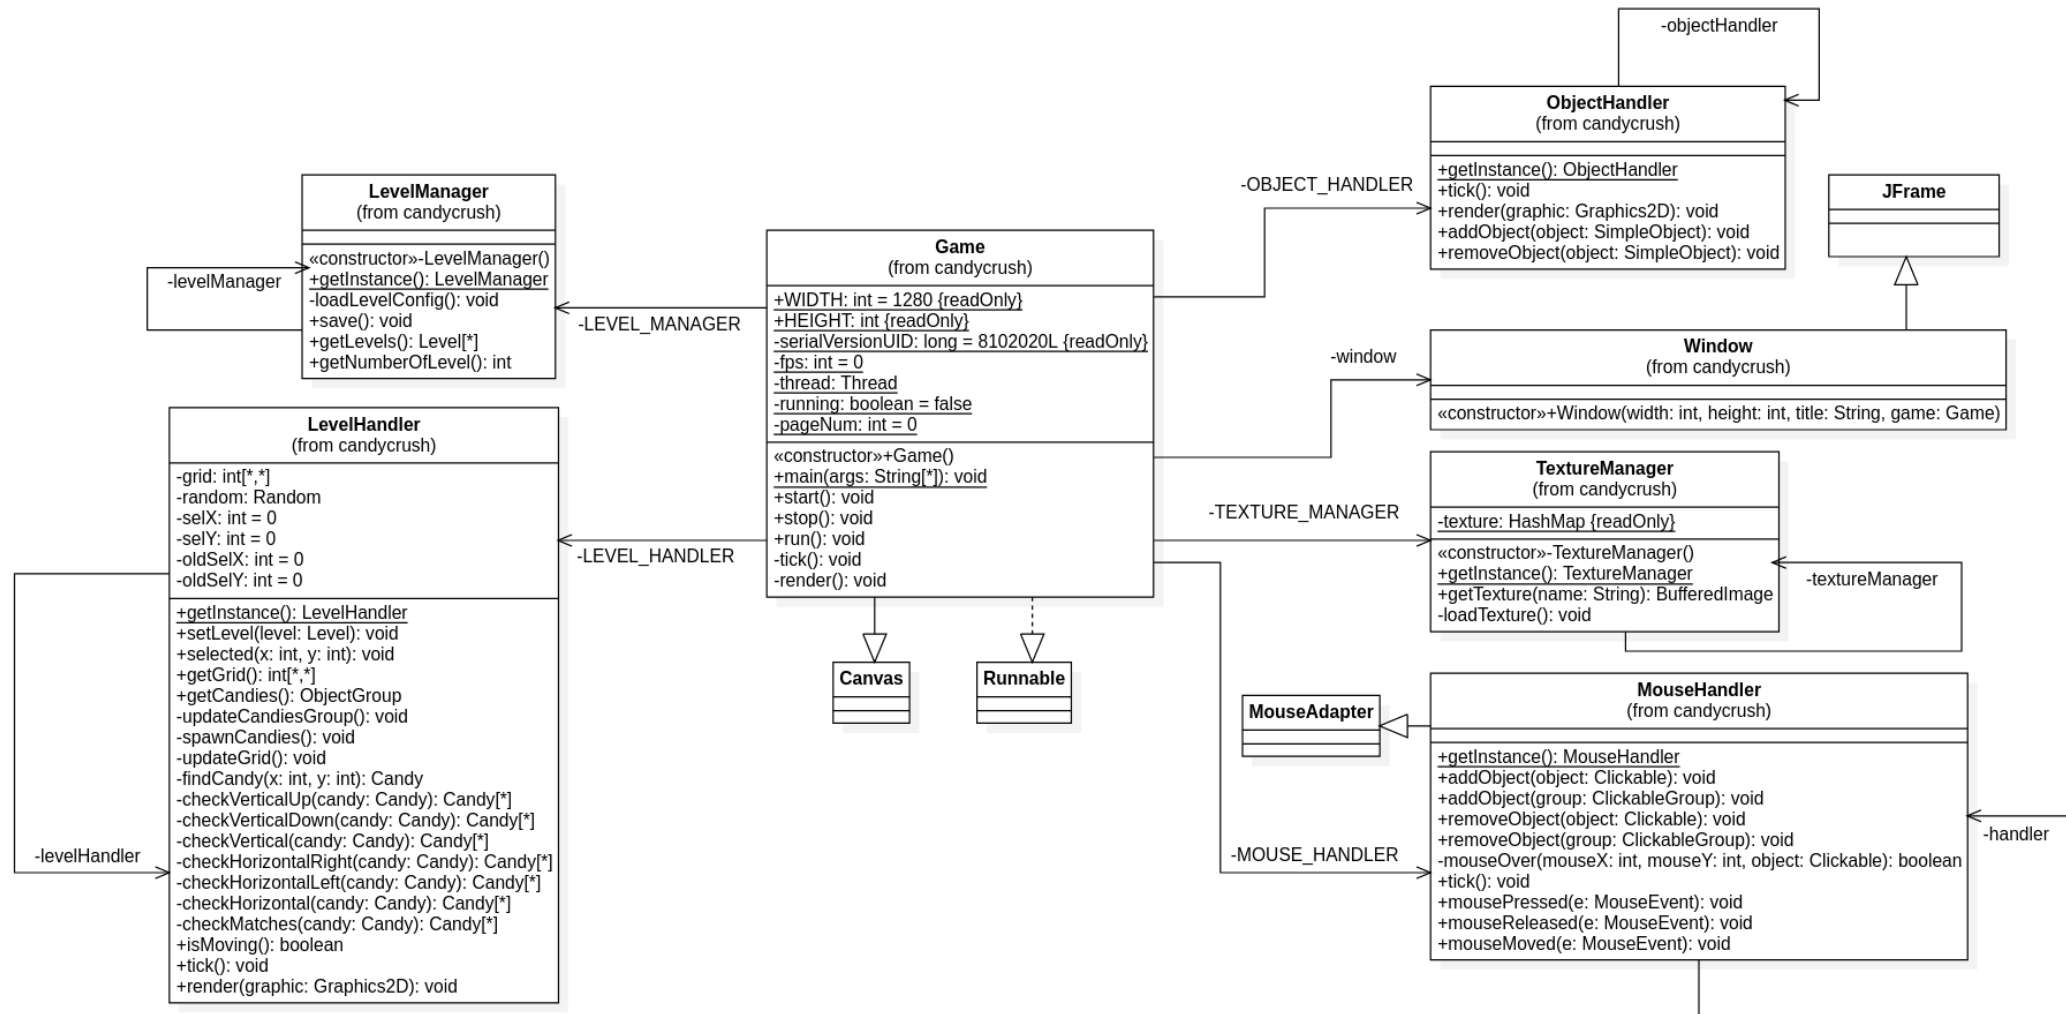 -objectHandler
ObjectHandler
(from candycrush)
+getInstance(): ObjectHandler
+tick(): void
+render(graphic: Graphics2D): void
+addObject(object: SimpleObject): void
+removeObject(object: SimpleObject): void
-OBJECT_HANDLER
JFrame
LevelManager
(from candycrush)
«constructor»-LevelManager()
+getInstance(): LevelManager
-loadLevelConfig(): void
+save(): void
+getLevels(): Level[*]
+getNumberOfLevel(): int
-levelManager
-LEVEL_MANAGER
Game
(from candycrush)
+WIDTH: int = 1280 {readOnly}
+HEIGHT: int {readOnly}
-serialVersionUID: long = 8102020L {readOnly}
-fps: int = 0
-thread: Thread
-running: boolean = false
-pageNum: int = 0
«constructor»+Game()
+main(args: String[*]): void
+start(): void
+stop(): void
+run(): void
-tick(): void
-render(): void
-window
Window
(from candycrush)
«constructor»+Window(width: int, height: int, title: String, game: Game)
LevelHandler
(from candycrush)
-grid: int[*,*]
-random: Random
-selX: int = 0
-selY: int = 0
-oldSelX: int = 0
-oldSelY: int = 0
+getInstance(): LevelHandler
+setLevel(level: Level): void
+selected(x: int, y: int): void
+getGrid(): int[*,*]
+getCandies(): ObjectGroup
-updateCandiesGroup(): void
-spawnCandies(): void
-updateGrid(): void
-findCandy(x: int, y: int): Candy
-checkVerticalUp(candy: Candy): Candy[*]
-checkVerticalDown(candy: Candy): Candy[*]
-checkVertical(candy: Candy): Candy[*]
-checkHorizontalRight(candy: Candy): Candy[*]
-checkHorizontalLeft(candy: Candy): Candy[*]
-checkHorizontal(candy: Candy): Candy[*]
-checkMatches(candy: Candy): Candy[*]
+isMoving(): boolean
+tick(): void
+render(graphic: Graphics2D): void
-levelHandler
-LEVEL_HANDLER
-TEXTURE_MANAGER
TextureManager
(from candycrush)
-texture: HashMap {readOnly}
«constructor»-TextureManager()
+getInstance(): TextureManager
+getTexture(name: String): BufferedImage
-loadTexture(): void
-textureManager
Canvas
Runnable
MouseAdapter
MouseHandler
(from candycrush)
+getInstance(): MouseHandler
+addObject(object: Clickable): void
+addObject(group: ClickableGroup): void
+removeObject(object: Clickable): void
+removeObject(group: ClickableGroup): void
-mouseOver(mouseX: int, mouseY: int, object: Clickable): boolean
+tick(): void
+mousePressed(e: MouseEvent): void
+mouseReleased(e: MouseEvent): void
+mouseMoved(e: MouseEvent): void
-MOUSE_HANDLER
-handler